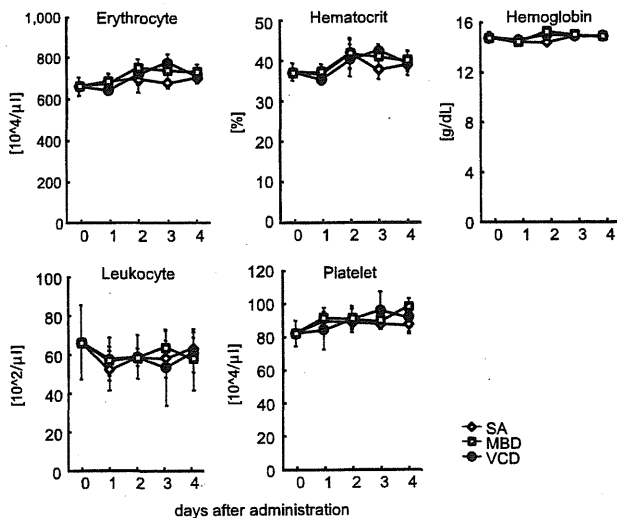 Erythrocyte
1,000
800
600
400
200
0
[10^4/µl]
0 1 2 3 4
Hematocrit
50
40
30
20
10
0
[%]
0 1 2 3 4
Hemoglobin
16
12
8
4
0
[g/dL]
0 1 2 3 4
Leukocyte
100
80
60
40
20
0
[10^2/µl]
0 1 2 3 4
Platelet
120
100
80
60
40
20
0
[10^4/µl]
0 1 2 3 4
SA
MBD
VCD
days after administration